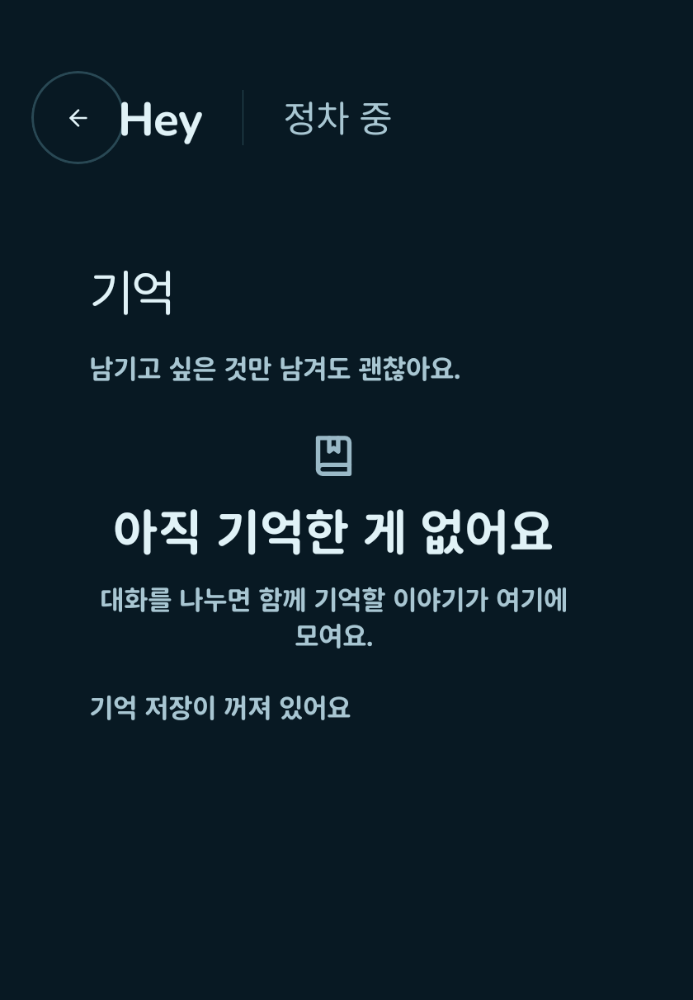 Hey 정차 중
기억
남기고 싶은 것만 남겨도 괜찮아요.
아직 기억한 게 없어요
대화를 나누면 함께 기억할 이야기가 여기에
모여요.
기억 저장이 꺼져 있어요